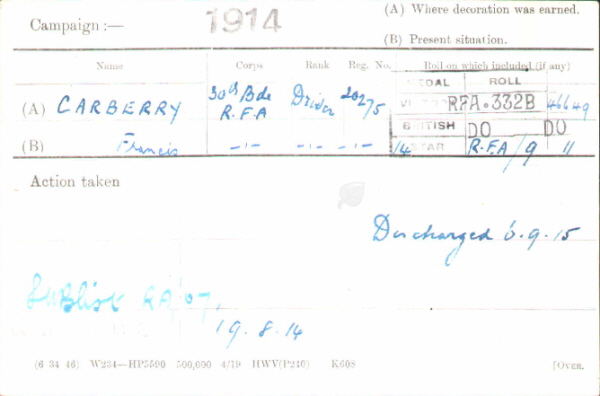 Campaign :— 1914 (A) Where decoration was earned.
(B) Present situation.
Name Corps Rank Reg. No. Roll on which included (if any)
MEDAL ROLL
(A) CARBERRY 30th Bde R.F.A Driver 20275 VICTORY RFA.332B 46649
BRITISH DO DO
(B) Francis -"- -"- -"- 14 STAR R.F.A/9 11
Action taken
Discharged 6.9.15
19.8.14
(6 34 46) W234—HP5590 500,000 4/19 HWV(P240) K608 [OVER.